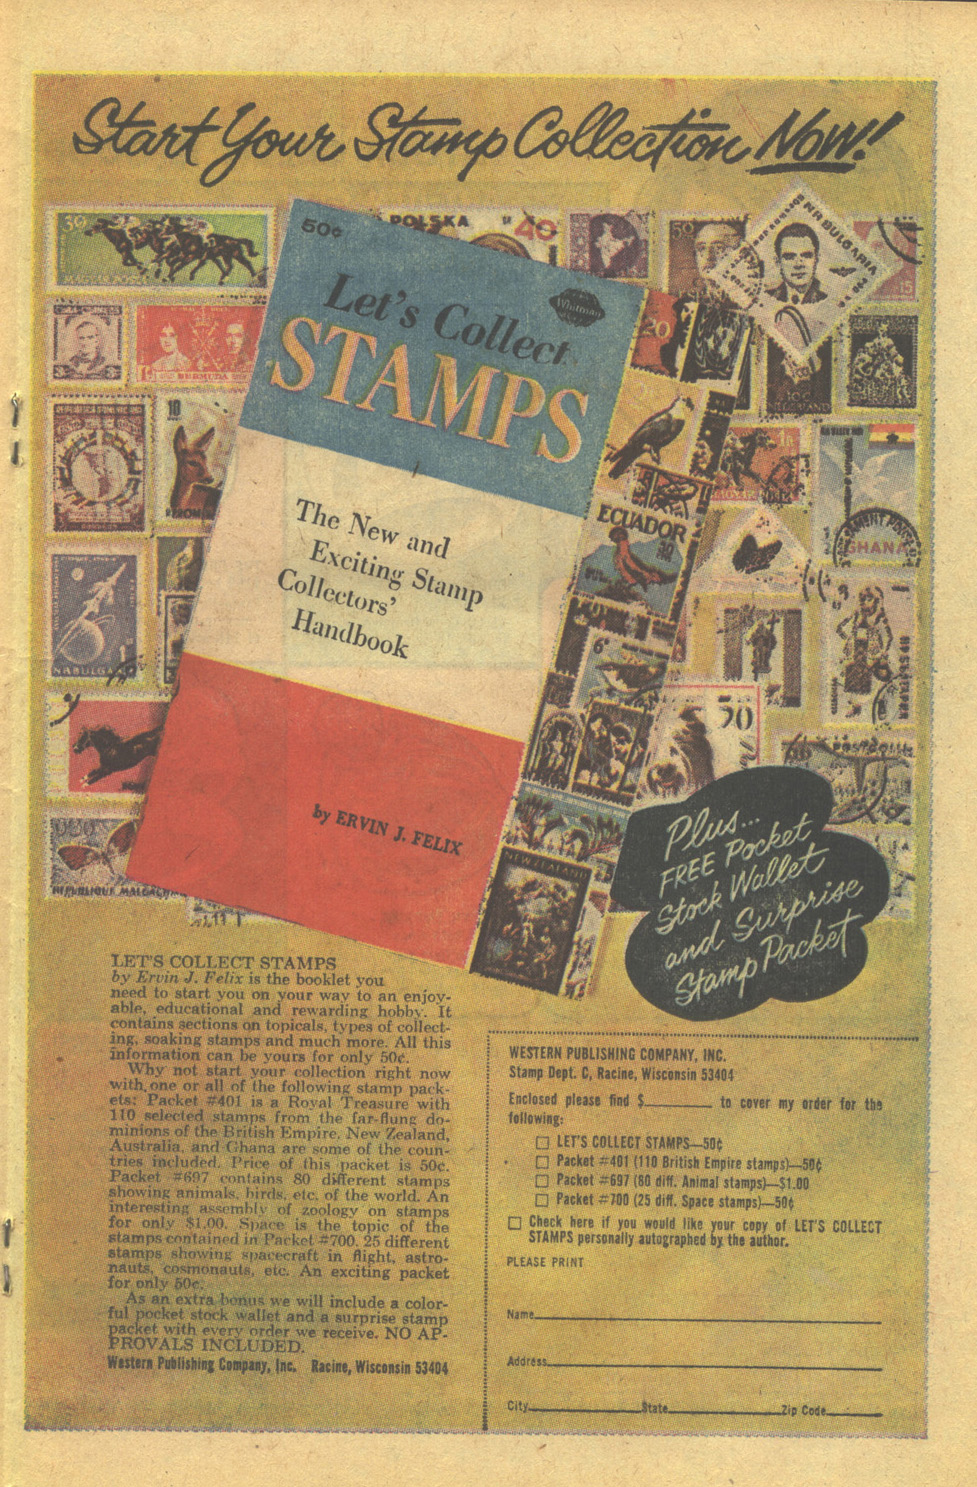 Start Your Stamp Collection Now!
30
MAGYAR POSTA
POLSKA
40
50
NR BULGARIA
15
BERMUDA
10
20
10c
ECUADOR
GHANA
6c
NABULGAR
1
20
NEW ZEALAND
50¢
Whitman
Let's Collect
STAMPS
The New and
Exciting Stamp
Collectors'
Handbook
by ERVIN J. FELIX
Plus...
FREE Pocket
Stock Wallet
and Surprise
Stamp Packet
LET'S COLLECT STAMPS
by Ervin J. Felix is the booklet you
need to start you on your way to an enjoy-
able, educational and rewarding hobby. It
contains sections on topicals, types of collect-
ing, soaking stamps and much more. All this
information can be yours for only 50¢.
Why not start your collection right now
with one or all of the following stamp pack-
ets: Packet #401 is a Royal Treasure with
110 selected stamps from the far-flung do-
minions of the British Empire. New Zealand,
Australia, and Ghana are some of the coun-
tries included. Price of this packet is 50¢.
Packet #697 contains 80 different stamps
showing animals, birds, etc. of the world. An
interesting assembly of zoology on stamps
for only $1.00. Space is the topic of the
stamps contained in Packet #700. 25 different
stamps showing spacecraft in flight, astro-
nauts, cosmonauts, etc. An exciting packet
for only 50¢.
As an extra bonus we will include a color-
ful pocket stock wallet and a surprise stamp
packet with every order we receive. NO AP-
PROVALS INCLUDED.
Western Publishing Company, Inc. Racine, Wisconsin 53404
WESTERN PUBLISHING COMPANY, INC.
Stamp Dept. C, Racine, Wisconsin 53404
Enclosed please find $ to cover my order for the
following:
LET'S COLLECT STAMPS—50¢
Packet #401 (110 British Empire stamps)—50¢
Packet #697 (80 diff. Animal stamps)—$1.00
Packet #700 (25 diff. Space stamps)—50¢
Check here if you would like your copy of LET'S COLLECT
STAMPS personally autographed by the author.
PLEASE PRINT
Name
Address
City State Zip Code